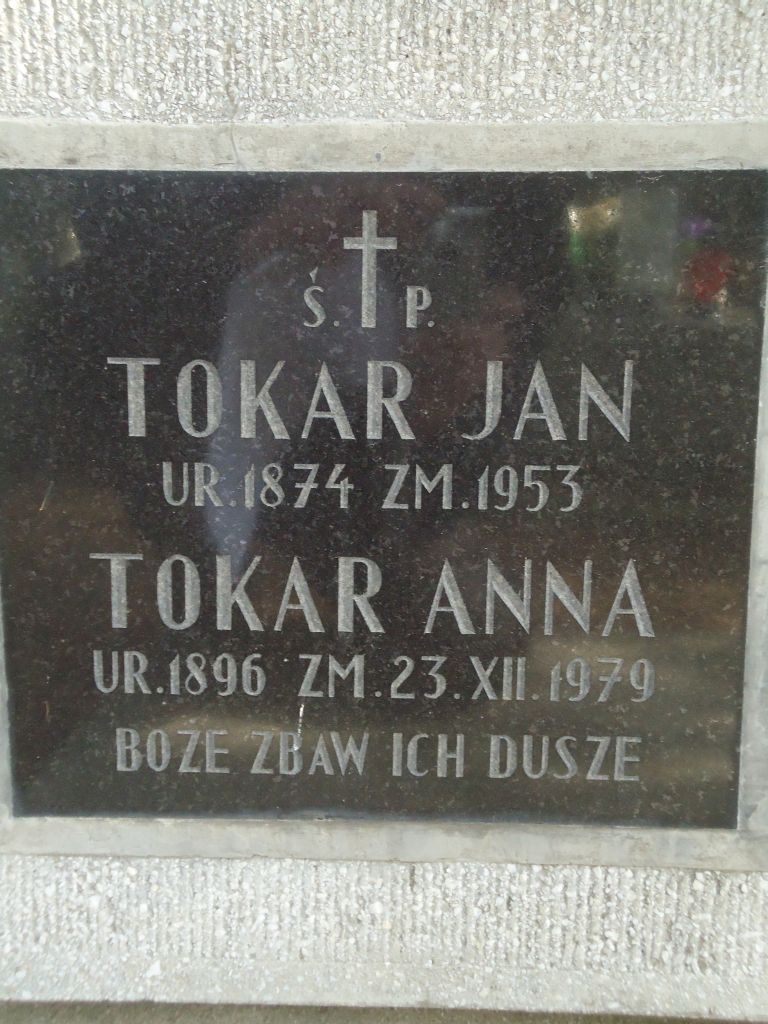 Ś. P.
TOKAR JAN
UR.1874 ZM.1953
TOKAR ANNA
UR.1896 ZM.23.XII.1979
BOZE ZBAW ICH DUSZE